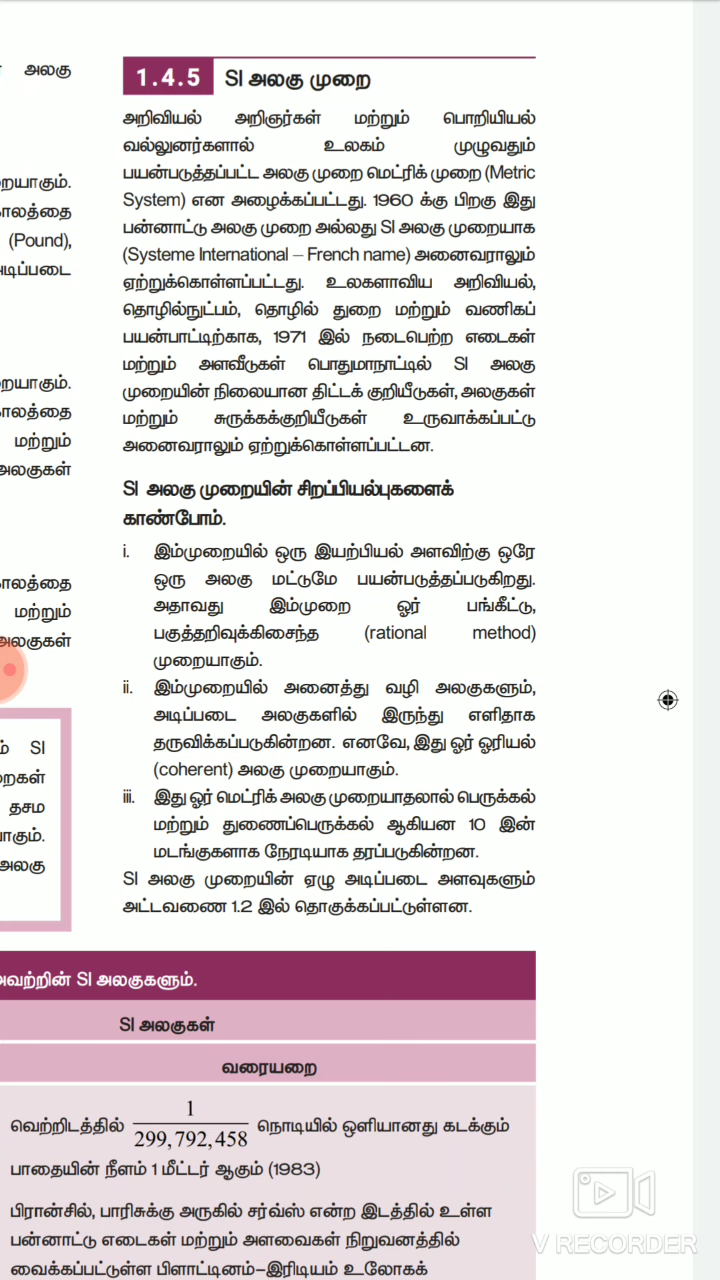 அலகு
றையாகும்.
காலத்தை
(Pound),
அடிப்படை
றையாகும்.
காலத்தை
மற்றும்
அலகுகள்
காலத்தை
மற்றும்
அலகுகள்
ம் SI
றைகள்
தசம
பாகும்.
அலகு
1.4.5 SI அலகு முறை
அறிவியல் அறிஞர்கள் மற்றும் பொறியியல்
வல்லுனர்களால் உலகம் முழுவதும்
பயன்படுத்தப்பட்ட அலகு முறை மெட்ரிக் முறை (Metric
System) என அழைக்கப்பட்டது. 1960 க்கு பிறகு இது
பன்னாட்டு அலகு முறை அல்லது SI அலகு முறையாக
(Systeme International – French name) அனைவராலும்
ஏற்றுக்கொள்ளப்பட்டது. உலகளாவிய அறிவியல்,
தொழில்நுட்பம், தொழில் துறை மற்றும் வணிகப்
பயன்பாட்டிற்காக, 1971 இல் நடைபெற்ற எடைகள்
மற்றும் அளவீடுகள் பொதுமாநாட்டில் SI அலகு
முறையின் நிலையான திட்டக் குறியீடுகள், அலகுகள்
மற்றும் சுருக்கக்குறியீடுகள் உருவாக்கப்பட்டு
அனைவராலும் ஏற்றுக்கொள்ளப்பட்டன.
SI அலகு முறையின் சிறப்பியல்புகளைக்
காண்போம்.
i. இம்முறையில் ஒரு இயற்பியல் அளவிற்கு ஒரே
ஒரு அலகு மட்டுமே பயன்படுத்தப்படுகிறது.
அதாவது இம்முறை ஓர் பங்கீட்டு,
பகுத்தறிவுக்கிசைந்த (rational method)
முறையாகும்.
ii. இம்முறையில் அனைத்து வழி அலகுகளும்,
அடிப்படை அலகுகளில் இருந்து எளிதாக
தருவிக்கப்படுகின்றன. எனவே, இது ஓர் ஓரியல்
(coherent) அலகு முறையாகும்.
iii. இது ஓர் மெட்ரிக் அலகு முறையாதலால் பெருக்கல்
மற்றும் துணைப்பெருக்கல் ஆகியன 10 இன்
மடங்குகளாக நேரடியாக தரப்படுகின்றன.
SI அலகு முறையின் ஏழு அடிப்படை அளவுகளும்
அட்டவணை 1.2 இல் தொகுக்கப்பட்டுள்ளன.
அவற்றின் SI அலகுகளும்.
SI அலகுகள்
வரையறை
வெற்றிடத்தில் 1/299,792,458 நொடியில் ஒளியானது கடக்கும்
பாதையின் நீளம் 1 மீட்டர் ஆகும் (1983)
பிரான்சில், பாரிசுக்கு அருகில் சர்வ்ஸ் என்ற இடத்தில் உள்ள
பன்னாட்டு எடைகள் மற்றும் அளவைகள் நிறுவனத்தில்
வைக்கப்பட்டுள்ள பிளாட்டினம்–இரிடியம் உலோகக்
V RECORDER